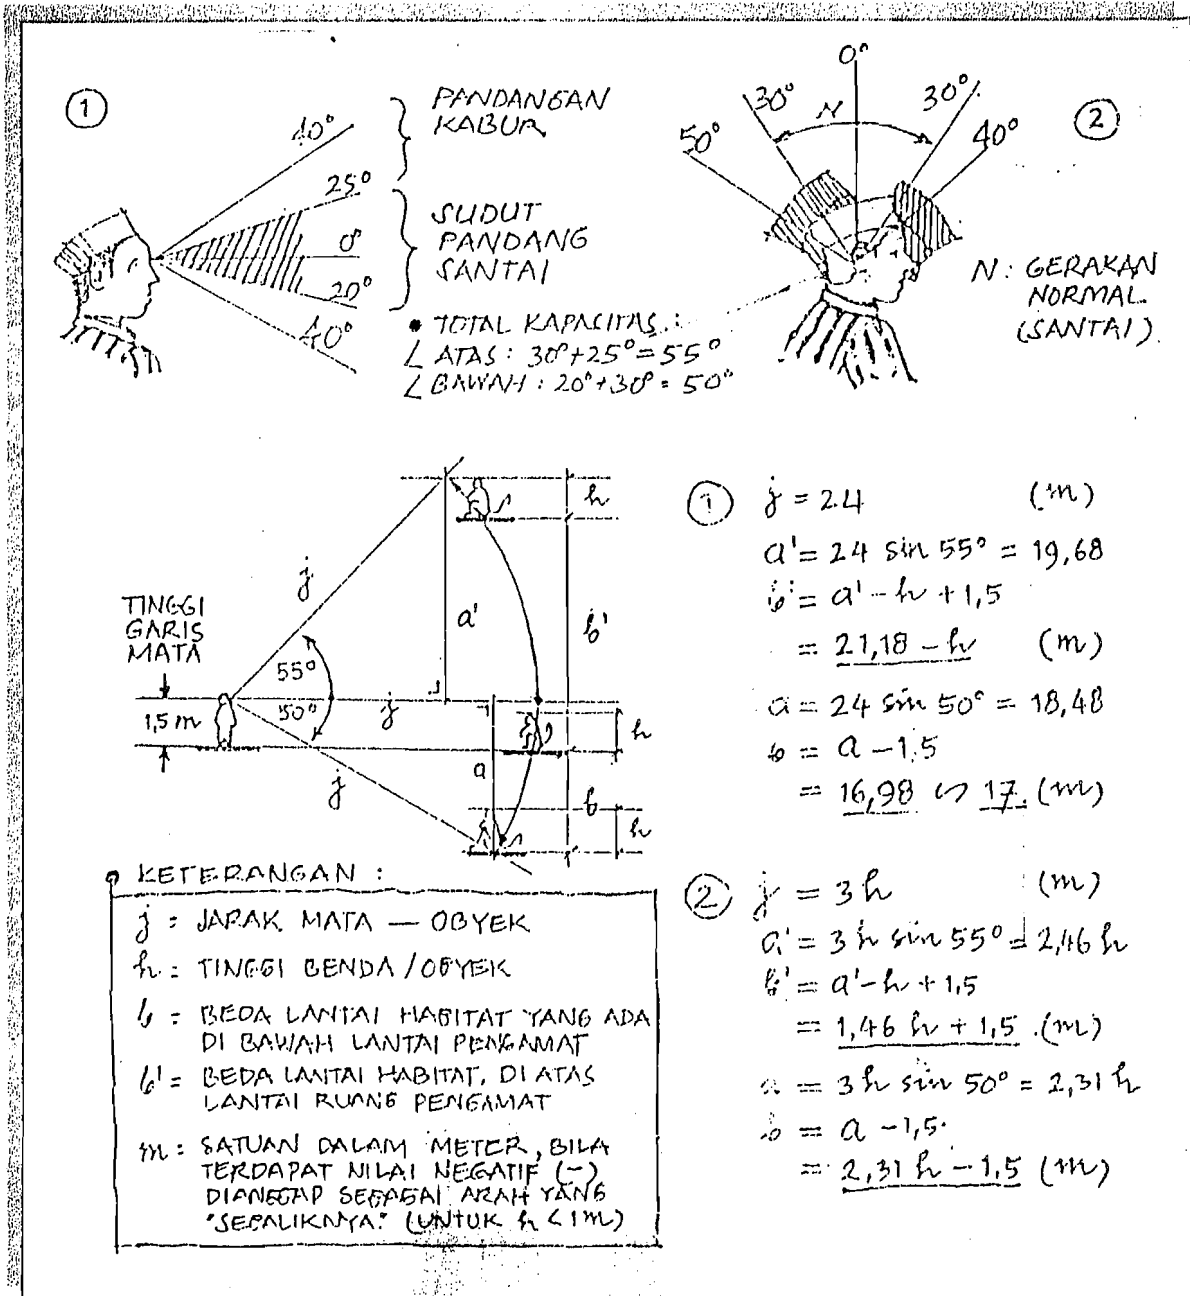 1
40°
25°
0°
20°
40°
PANDANGAN
KABUR
SUDUT
PANDANG
SANTAI
• TOTAL KAPACITAS :
∠ ATAS : 30°+25°=55°
∠ BAWAH : 20°+30° = 50°
2
0°
30°
30°
N
50°
40°
N : GERAKAN
NORMAL
(SANTAI)
TINGGI
GARIS
MATA
1,5 m
j
55°
50°
j
j
a'
b'
h
a
h
b
h
1 j = 24 (m)
a' = 24 sin 55° = 19,68
b' = a' - h + 1,5
= 21,18 - h (m)
a = 24 sin 50° = 18,48
b = a - 1,5
= 16,98 ∽ 17 (m)
2 j = 3h (m)
a' = 3h sin 55° = 2,46 h
b' = a' - h + 1,5
= 1,46 h + 1,5 (m)
a = 3h sin 50° = 2,31 h
b = a - 1,5
= 2,31 h - 1,5 (m)
• KETERANGAN :
j = JARAK MATA — OBYEK
h = TINGGI BENDA / OBYEK
b = BEDA LANTAI HABITAT YANG ADA
DI BAWAH LANTAI PENGAMAT
b' = BEDA LANTAI HABITAT, DI ATAS
LANTAI RUANG PENGAMAT
m : SATUAN DALAM METER, BILA
TERDAPAT NILAI NEGATIF (-)
DIANGGAP SEBAGAI ARAH YANG
"SEBALIKNYA." (UNTUK h < 1m)